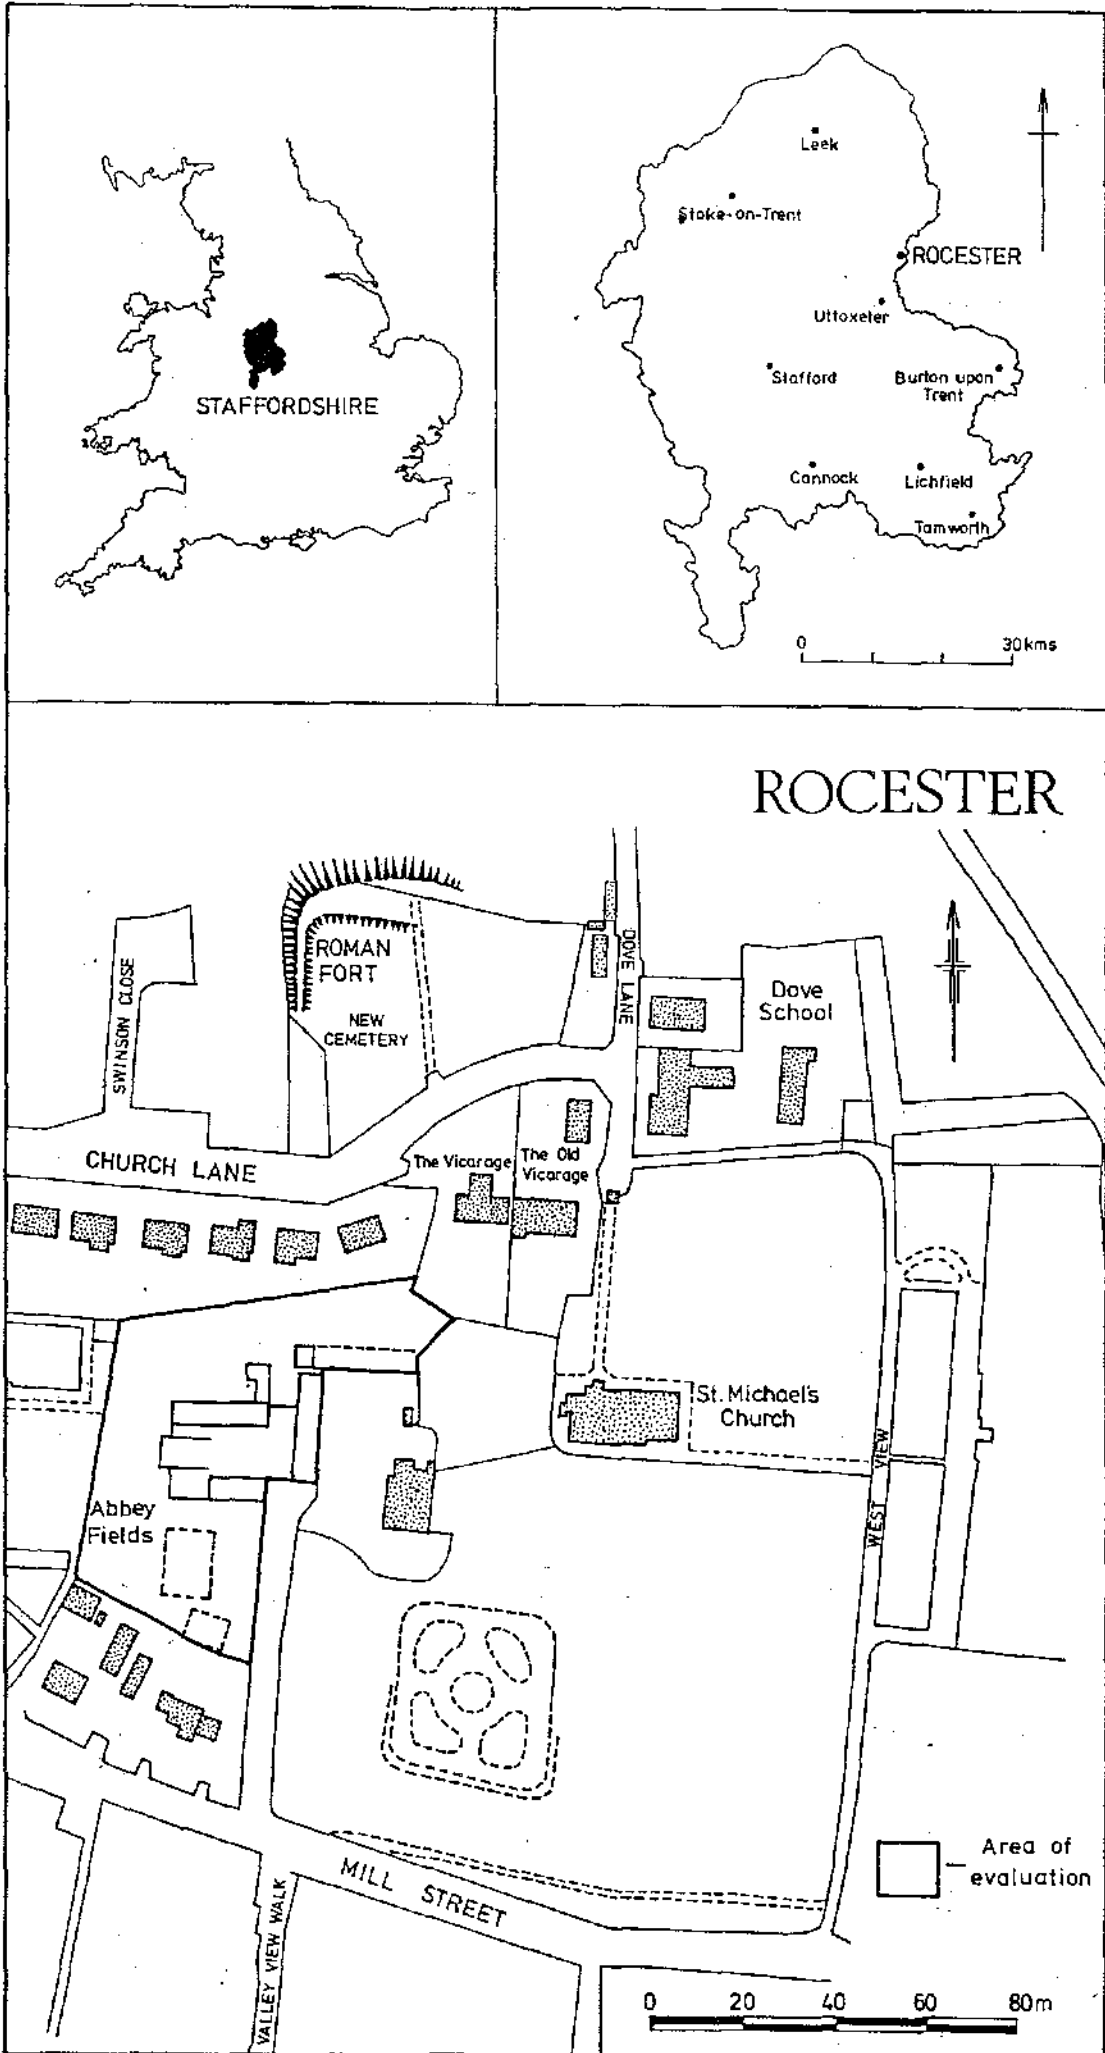 STAFFORDSHIRE
Leek
Stoke-on-Trent
ROCESTER
Uttoxeter
Stafford
Burton upon
Trent
Cannock
Lichfield
Tamworth
0 30kms
ROCESTER
ROMAN
FORT
NEW
CEMETERY
SWINSON CLOSE
DOVE LANE
Dove
School
CHURCH LANE
The Vicarage
The Old
Vicarage
St. Michael's
Church
Abbey
Fields
WEST VIEW
MILL STREET
VALLEY VIEW WALK
Area of
evaluation
0 20 40 60 80m